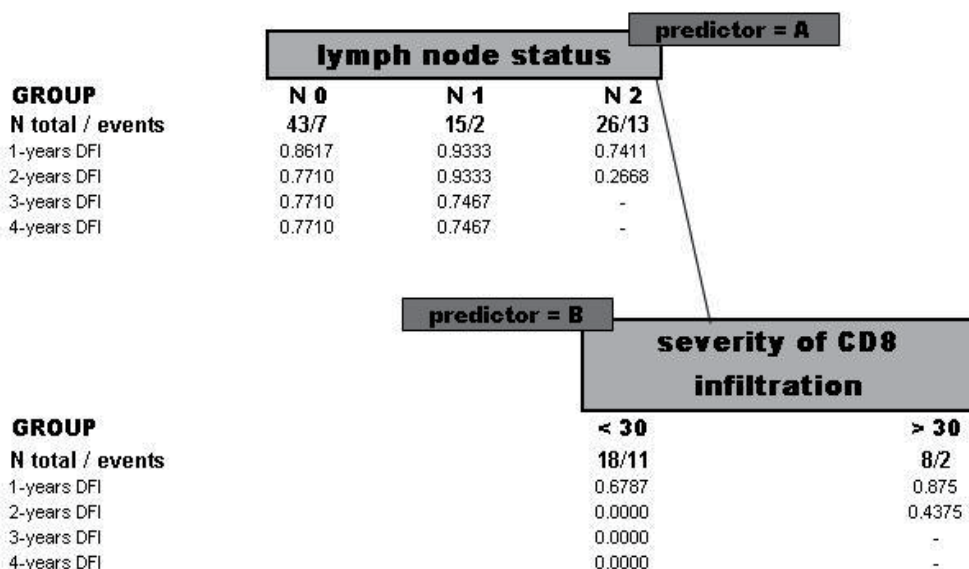 predictor = A
lymph node status
GROUP N 0 N 1 N 2
N total / events 43/7 15/2 26/13
1-years DFI 0.8617 0.9333 0.7411
2-years DFI 0.7710 0.9333 0.2668
3-years DFI 0.7710 0.7467 -
4-years DFI 0.7710 0.7467 -
predictor = B
severity of CD8
infiltration
GROUP < 30 > 30
N total / events 18/11 8/2
1-years DFI 0.6787 0.875
2-years DFI 0.0000 0.4375
3-years DFI 0.0000 -
4-years DFI 0.0000 -